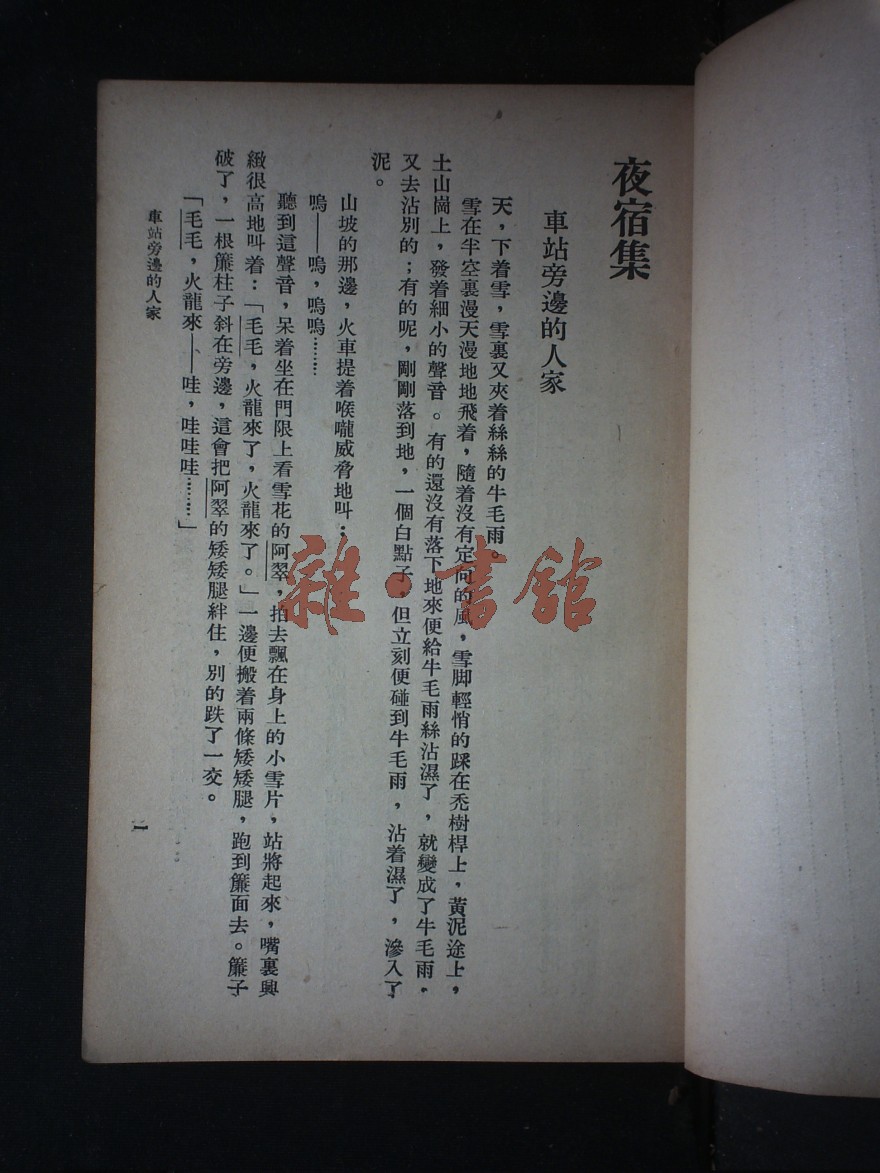 夜宿集
車站旁邊的人家
天，下着雪，雪裏又夾着絲絲的牛毛雨。
雪在半空裏漫天漫地地飛着，隨着沒有定向的風，雪脚輕悄的踩在禿樹桿上，黃泥途上，
土山崗上，發着細小的聲音。有的還沒有落下地來便給牛毛雨絲沾濕了，就變成了牛毛雨，
又去沾別的；有的呢，剛剛落到地，一個白點子，但立刻便碰到牛毛雨，沾着濕了，滲入了
泥。
山坡的那邊，火車提着喉嚨威脅地叫：
嗚——嗚，嗚嗚………
聽到這聲音，呆着坐在門限上看雪花的阿翠，拍去飄在身上的小雪片，站將起來，嘴裏興
緻很高地叫着：「毛毛，火龍來了，火龍來了。」一邊便搬着兩條矮矮腿，跑到簾面去。簾子
破了，一根簾柱子斜在旁邊，這會把阿翠的矮矮腿絆住，別的跌了一交。
「毛毛，火龍來——哇，哇哇哇………」
車站旁邊的人家
一
雜·書館